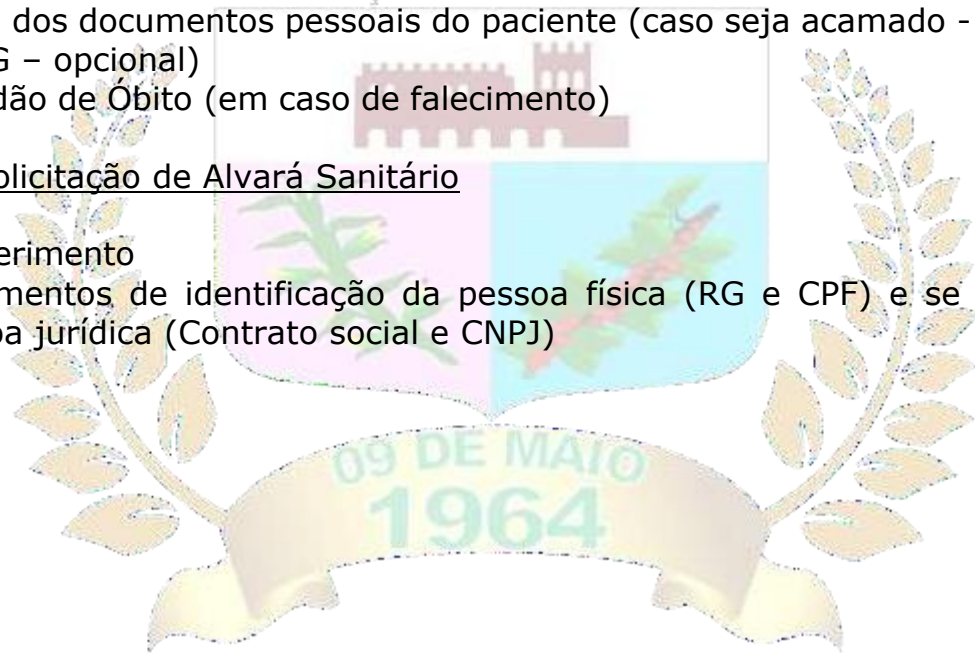 dos documentos pessoais do paciente (caso seja acamado -
G – opcional)
dão de Óbito (em caso de falecimento)
olicitação de Alvará Sanitário
erimento
mentos de identificação da pessoa física (RG e CPF) e se
oa jurídica (Contrato social e CNPJ)
09 DE MAIO
1964